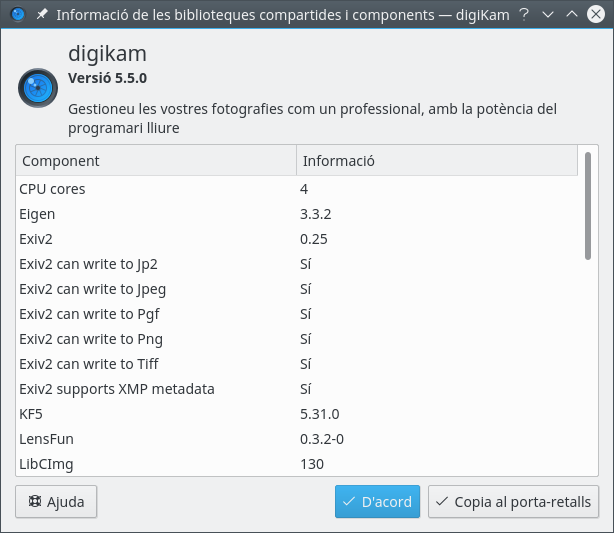 Informació de les biblioteques compartides i components — digiKam
digikam
Versió 5.5.0
Gestioneu les vostres fotografies com un professional, amb la potència del
programari lliure
Component Informació
CPU cores 4
Eigen 3.3.2
Exiv2 0.25
Exiv2 can write to Jp2 Sí
Exiv2 can write to Jpeg Sí
Exiv2 can write to Pgf Sí
Exiv2 can write to Png Sí
Exiv2 can write to Tiff Sí
Exiv2 supports XMP metadata Sí
KF5 5.31.0
LensFun 0.3.2-0
LibCImg 130
Ajuda D'acord Copia al porta-retalls